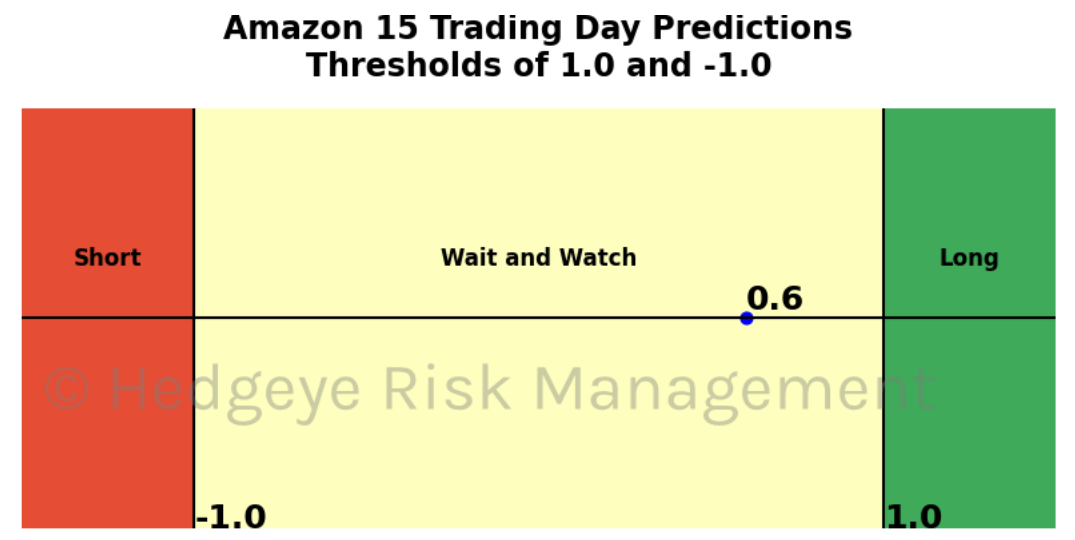 Amazon 15 Trading Day Predictions
Thresholds of 1.0 and -1.0
Short
Wait and Watch
Long
0.6
© Hedgeye Risk Management
-1.0
1.0